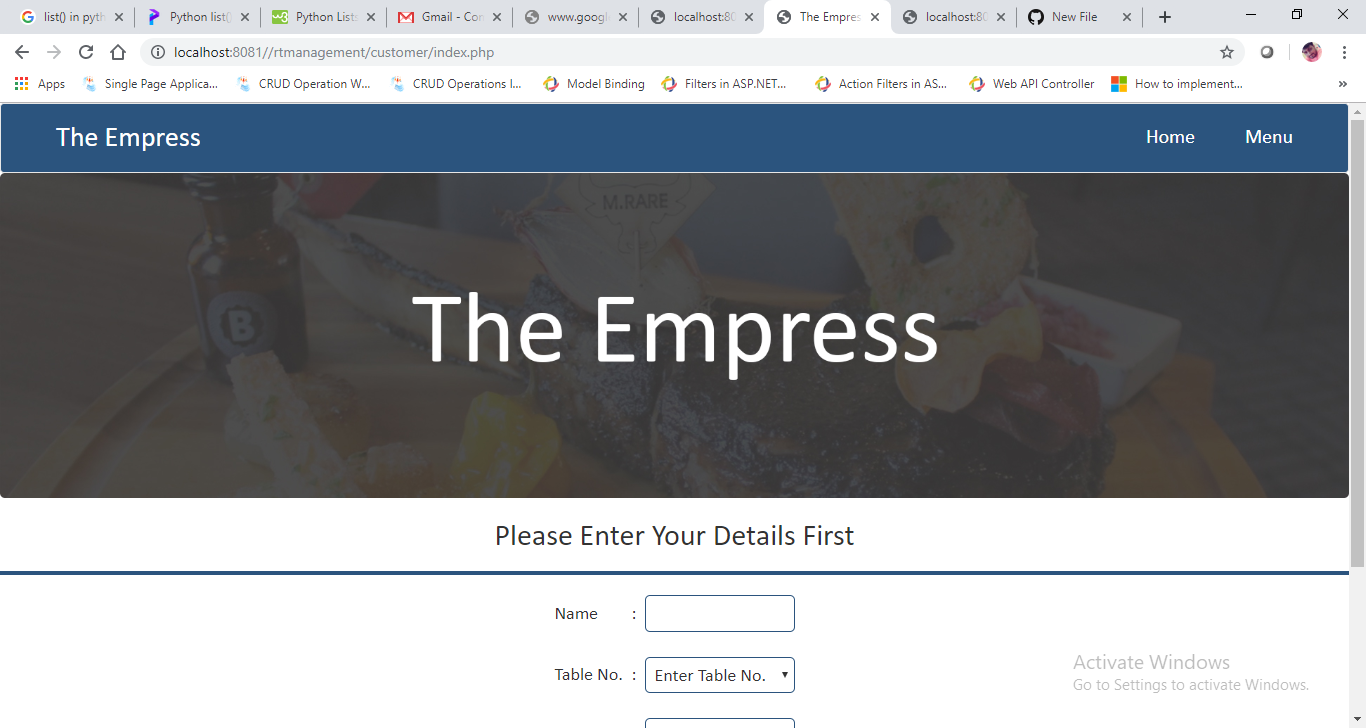 list() in pyth
Python list()
Python Lists
Gmail - Con
www.googl
localhost:80
The Empres
localhost:80
New File
localhost:8081//rtmanagement/customer/index.php
Apps
Single Page Applica...
CRUD Operation W...
CRUD Operations I...
Model Binding
Filters in ASP.NET...
Action Filters in AS...
Web API Controller
How to implement...
»
The Empress
Home
Menu
M.RARE
B
The Empress
Please Enter Your Details First
Name :
Table No. : Enter Table No.
Activate Windows
Go to Settings to activate Windows.